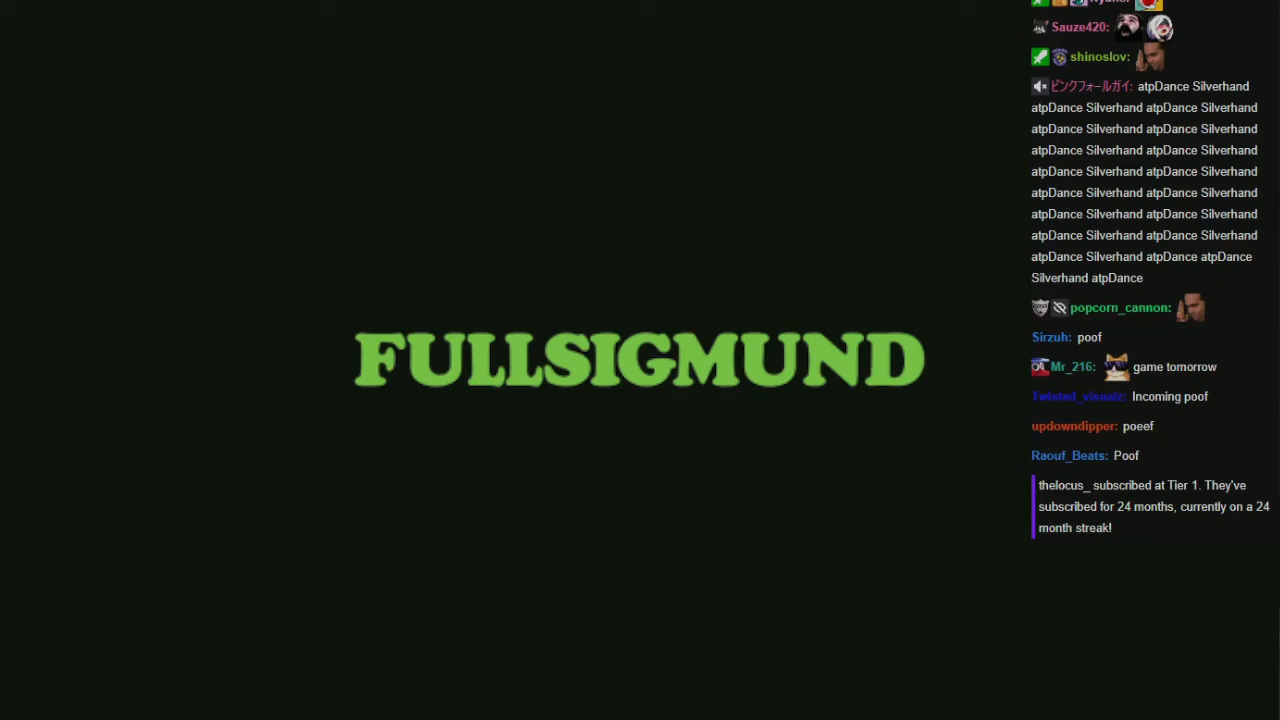 Sauze420:
shinoslov:
ピンクフォールガイ: atpDance Silverhand
atpDance Silverhand atpDance Silverhand
atpDance Silverhand atpDance Silverhand
atpDance Silverhand atpDance Silverhand
atpDance Silverhand atpDance Silverhand
atpDance Silverhand atpDance Silverhand
atpDance Silverhand atpDance Silverhand
atpDance Silverhand atpDance Silverhand
atpDance Silverhand atpDance atpDance
Silverhand atpDance
popcorn_cannon:
Sirzuh: poof
FULLSIGMUND
Mr_216: game tomorrow
Twisted_visualz: Incoming poof
updowndipper: poeef
Raouf_Beats: Poof
thelocus_ subscribed at Tier 1. They've
subscribed for 24 months, currently on a 24
month streak!